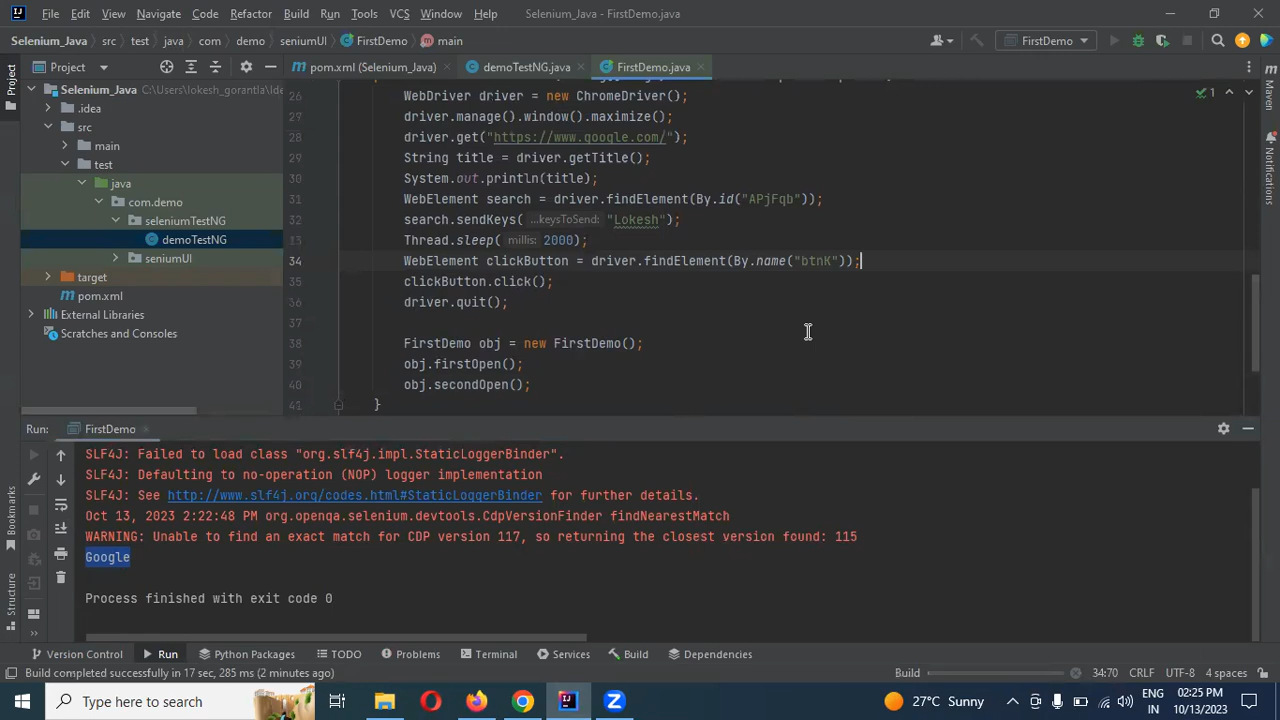 File Edit View Navigate Code Refactor Build Run Tools VCS Window Help Selenium_Java - FirstDemo.java
Selenium_Java src test java com demo seniumUI FirstDemo main FirstDemo
Project pom.xml (Selenium_Java) demoTestNG.java FirstDemo.java
Selenium_Java C:\Users\lokesh_gorantla\Ide
.idea
src
main
test
java
com.demo
seleniumTestNG
demoTestNG
seniumUI
target
pom.xml
External Libraries
Scratches and Consoles
1
26 WebDriver driver = new ChromeDriver();
27 driver.manage().window().maximize();
28 driver.get("https://www.google.com/");
29 String title = driver.getTitle();
30 System.out.println(title);
31 WebElement search = driver.findElement(By.id("APjFqb"));
32 search.sendKeys( ...keysToSend: "Lokesh");
33 Thread.sleep( millis: 2000);
34 WebElement clickButton = driver.findElement(By.name("btnK"));
35 clickButton.click();
36 driver.quit();
37
38 FirstDemo obj = new FirstDemo();
39 obj.firstOpen();
40 obj.secondOpen();
}
Project
Bookmarks
Structure
Maven
Notifications
Run: FirstDemo
SLF4J: Failed to load class "org.slf4j.impl.StaticLoggerBinder".
SLF4J: Defaulting to no-operation (NOP) logger implementation
SLF4J: See http://www.slf4j.org/codes.html#StaticLoggerBinder for further details.
Oct 13, 2023 2:22:48 PM org.openqa.selenium.devtools.CdpVersionFinder findNearestMatch
WARNING: Unable to find an exact match for CDP version 117, so returning the closest version found: 115
Google
Process finished with exit code 0
Version Control Run Python Packages TODO Problems Terminal Services Build Dependencies
Build completed successfully in 17 sec, 285 ms (2 minutes ago) Build 34:70 CRLF UTF-8 4 spaces
Type here to search 27°C Sunny ENG IN 02:25 PM 10/13/2023